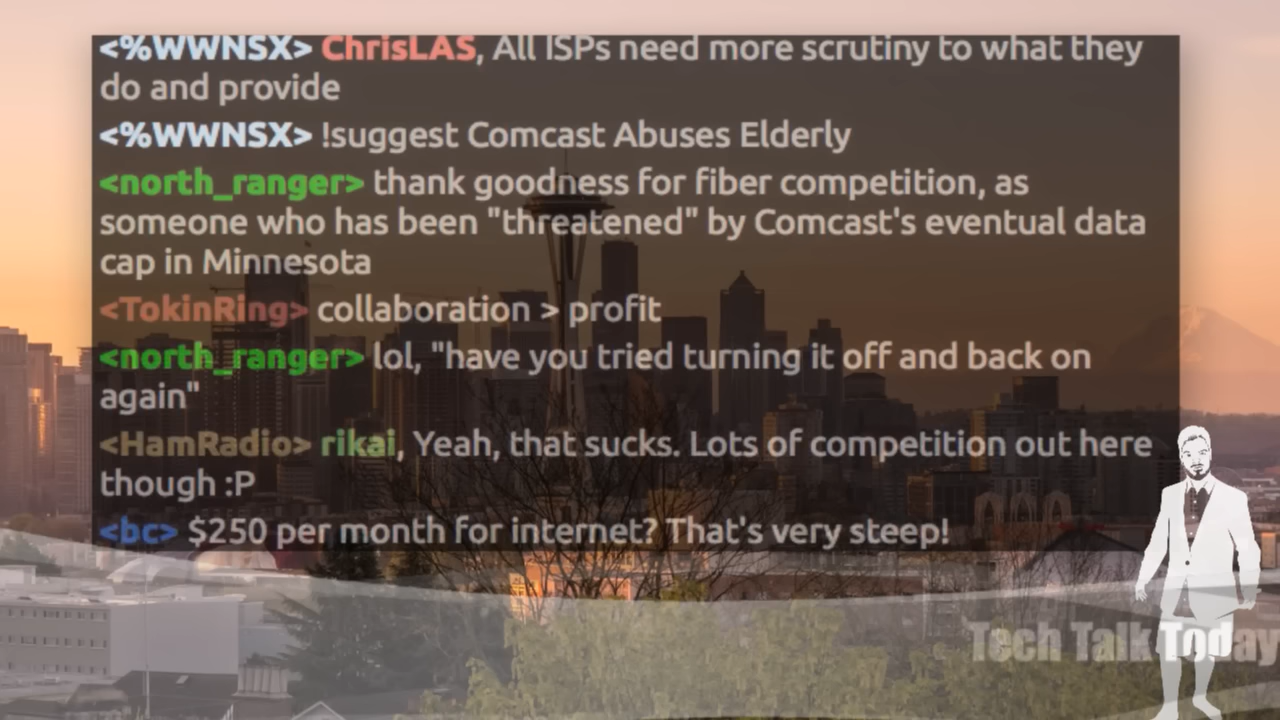 <%WWNSX> ChrisLAS, All ISPs need more scrutiny to what they
do and provide
<%WWNSX> !suggest Comcast Abuses Elderly
<north_ranger> thank goodness for fiber competition, as
someone who has been "threatened" by Comcast's eventual data
cap in Minnesota
<TokinRing> collaboration > profit
<north_ranger> lol, "have you tried turning it off and back on
again"
<HamRadio> rikai, Yeah, that sucks. Lots of competition out here
though :P
<bc> $250 per month for internet? That's very steep!
Tech Talk Today